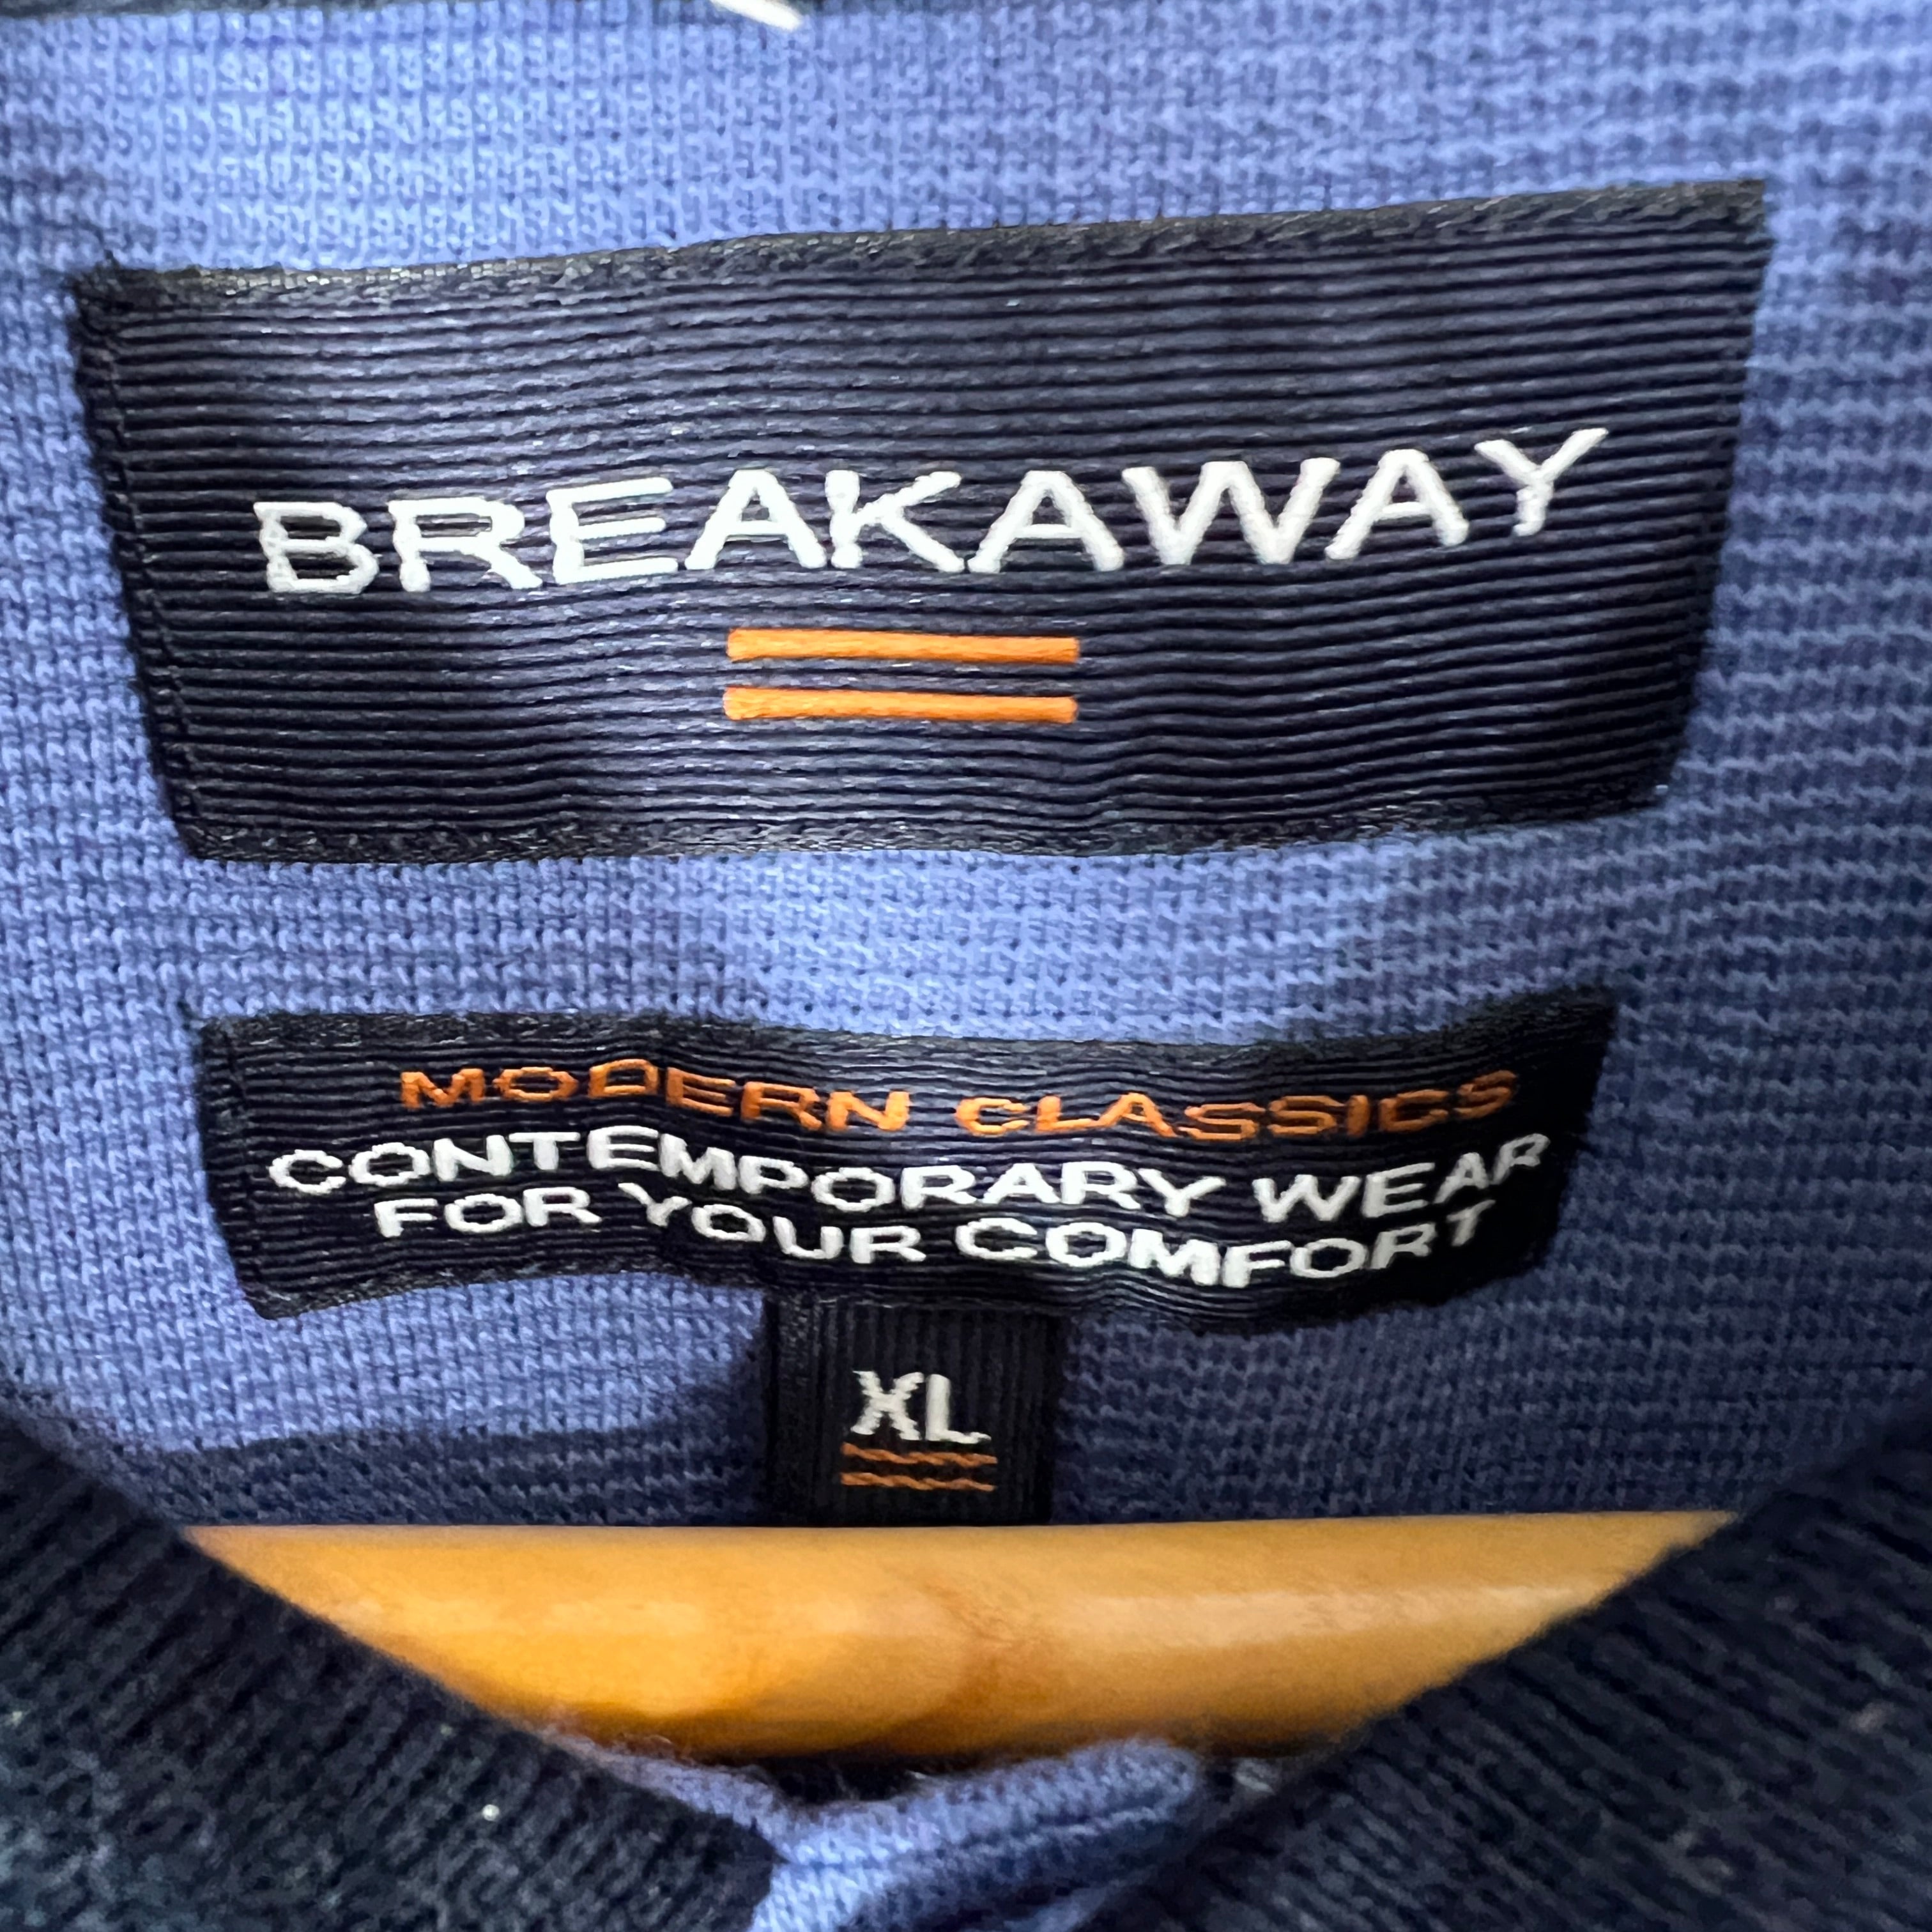 BREAKAWAY
MODERN CLASSICS
CONTEMPORARY WEAR
FOR YOUR COMFORT
XL